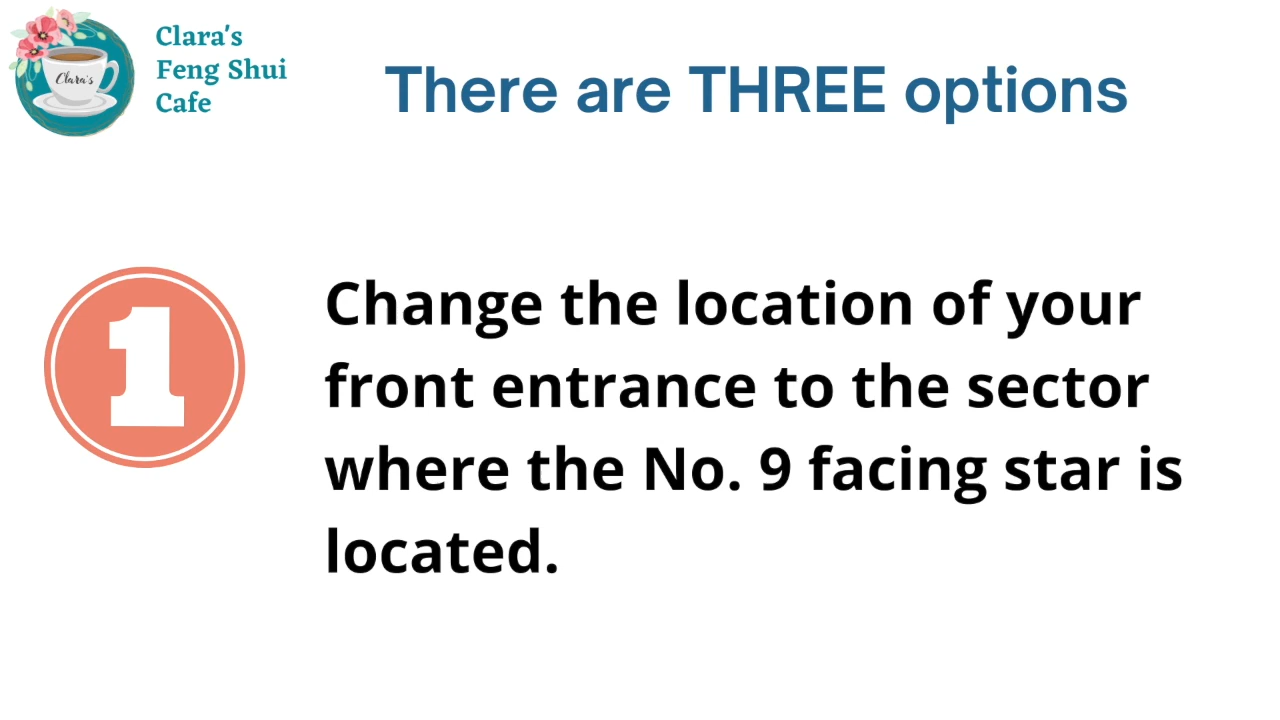 Clara's
Feng Shui
Cafe
Clara's
There are THREE options
1
Change the location of your
front entrance to the sector
where the No. 9 facing star is
located.